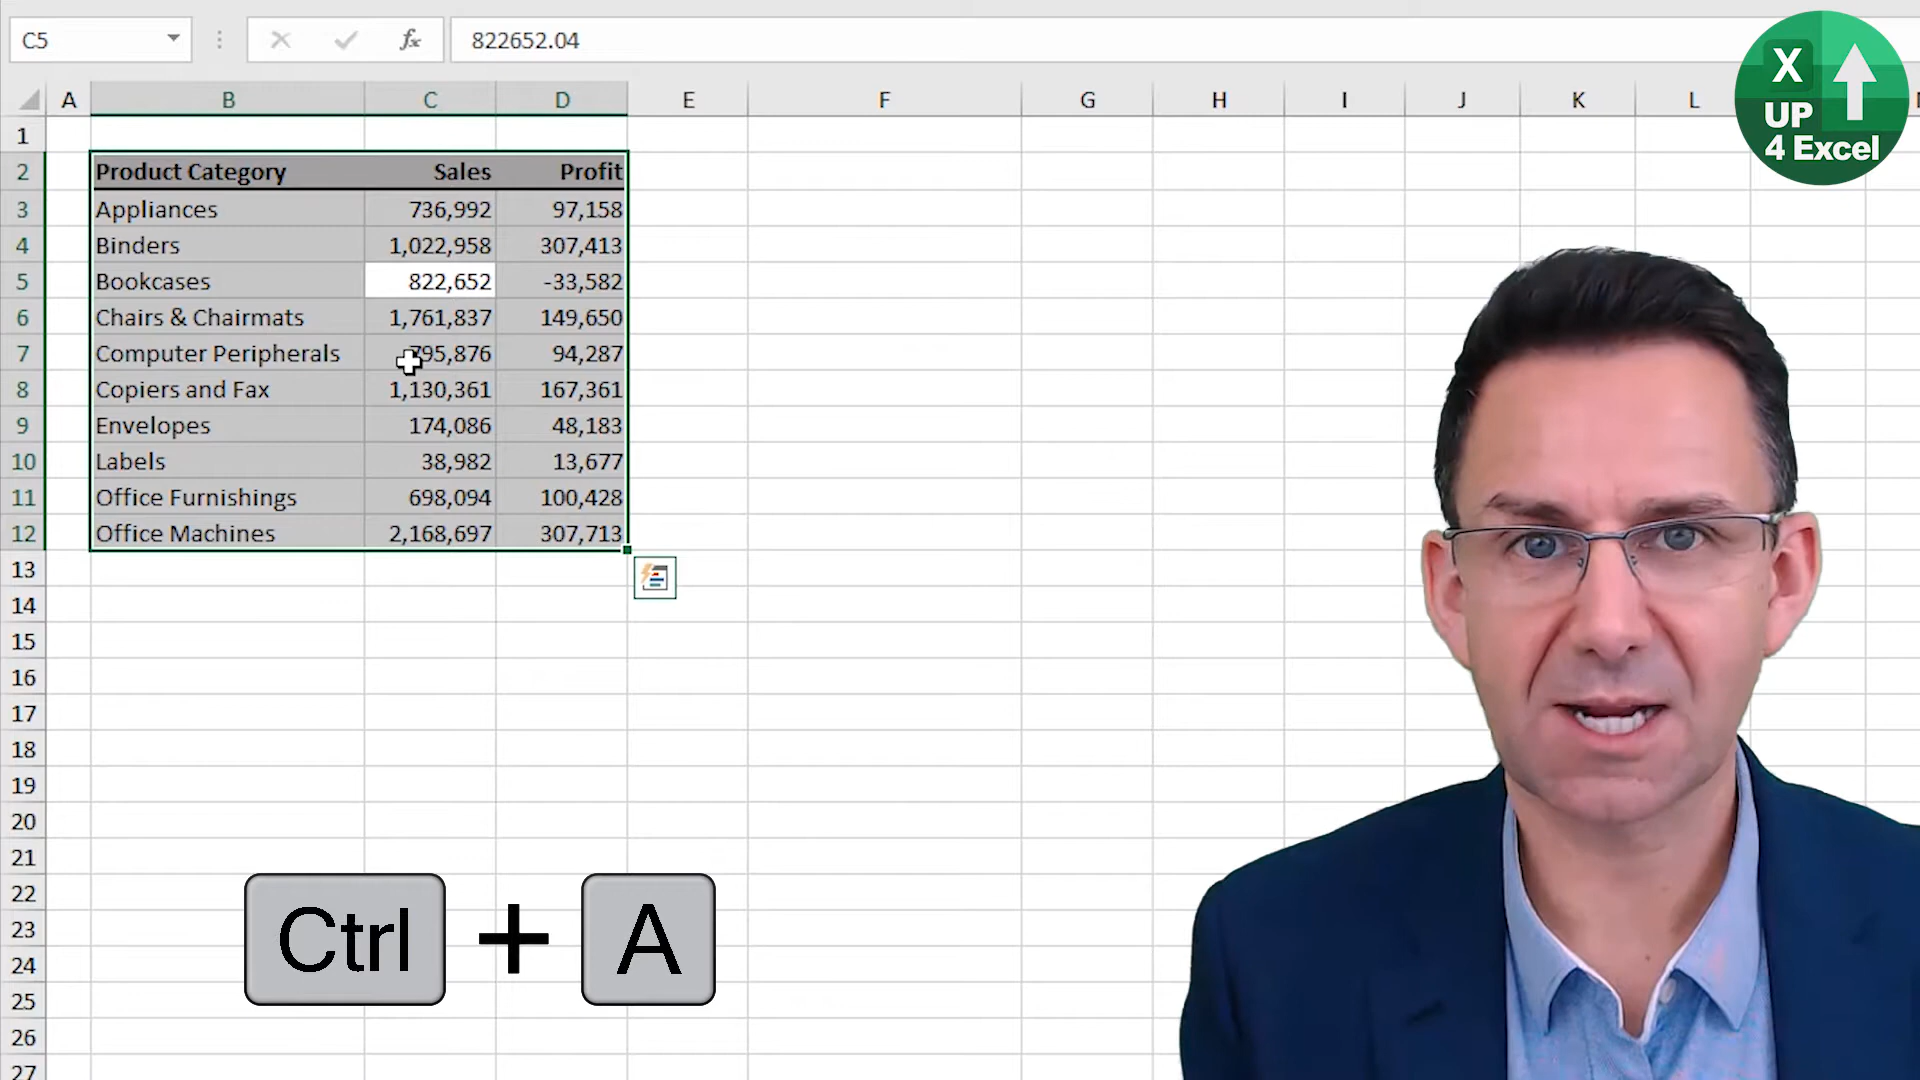 C5 fx 822652.04
X
UP
4 Excel
A B C D E F G H I J K L
1
2 Product Category Sales Profit
3 Appliances 736,992 97,158
4 Binders 1,022,958 307,413
5 Bookcases 822,652 -33,582
6 Chairs & Chairmats 1,761,837 149,650
7 Computer Peripherals 795,876 94,287
8 Copiers and Fax 1,130,361 167,361
9 Envelopes 174,086 48,183
10 Labels 38,982 13,677
11 Office Furnishings 698,094 100,428
12 Office Machines 2,168,697 307,713
13
14
15
16
17
18
19
20
21
22
23
24
25
26
27
Ctrl + A